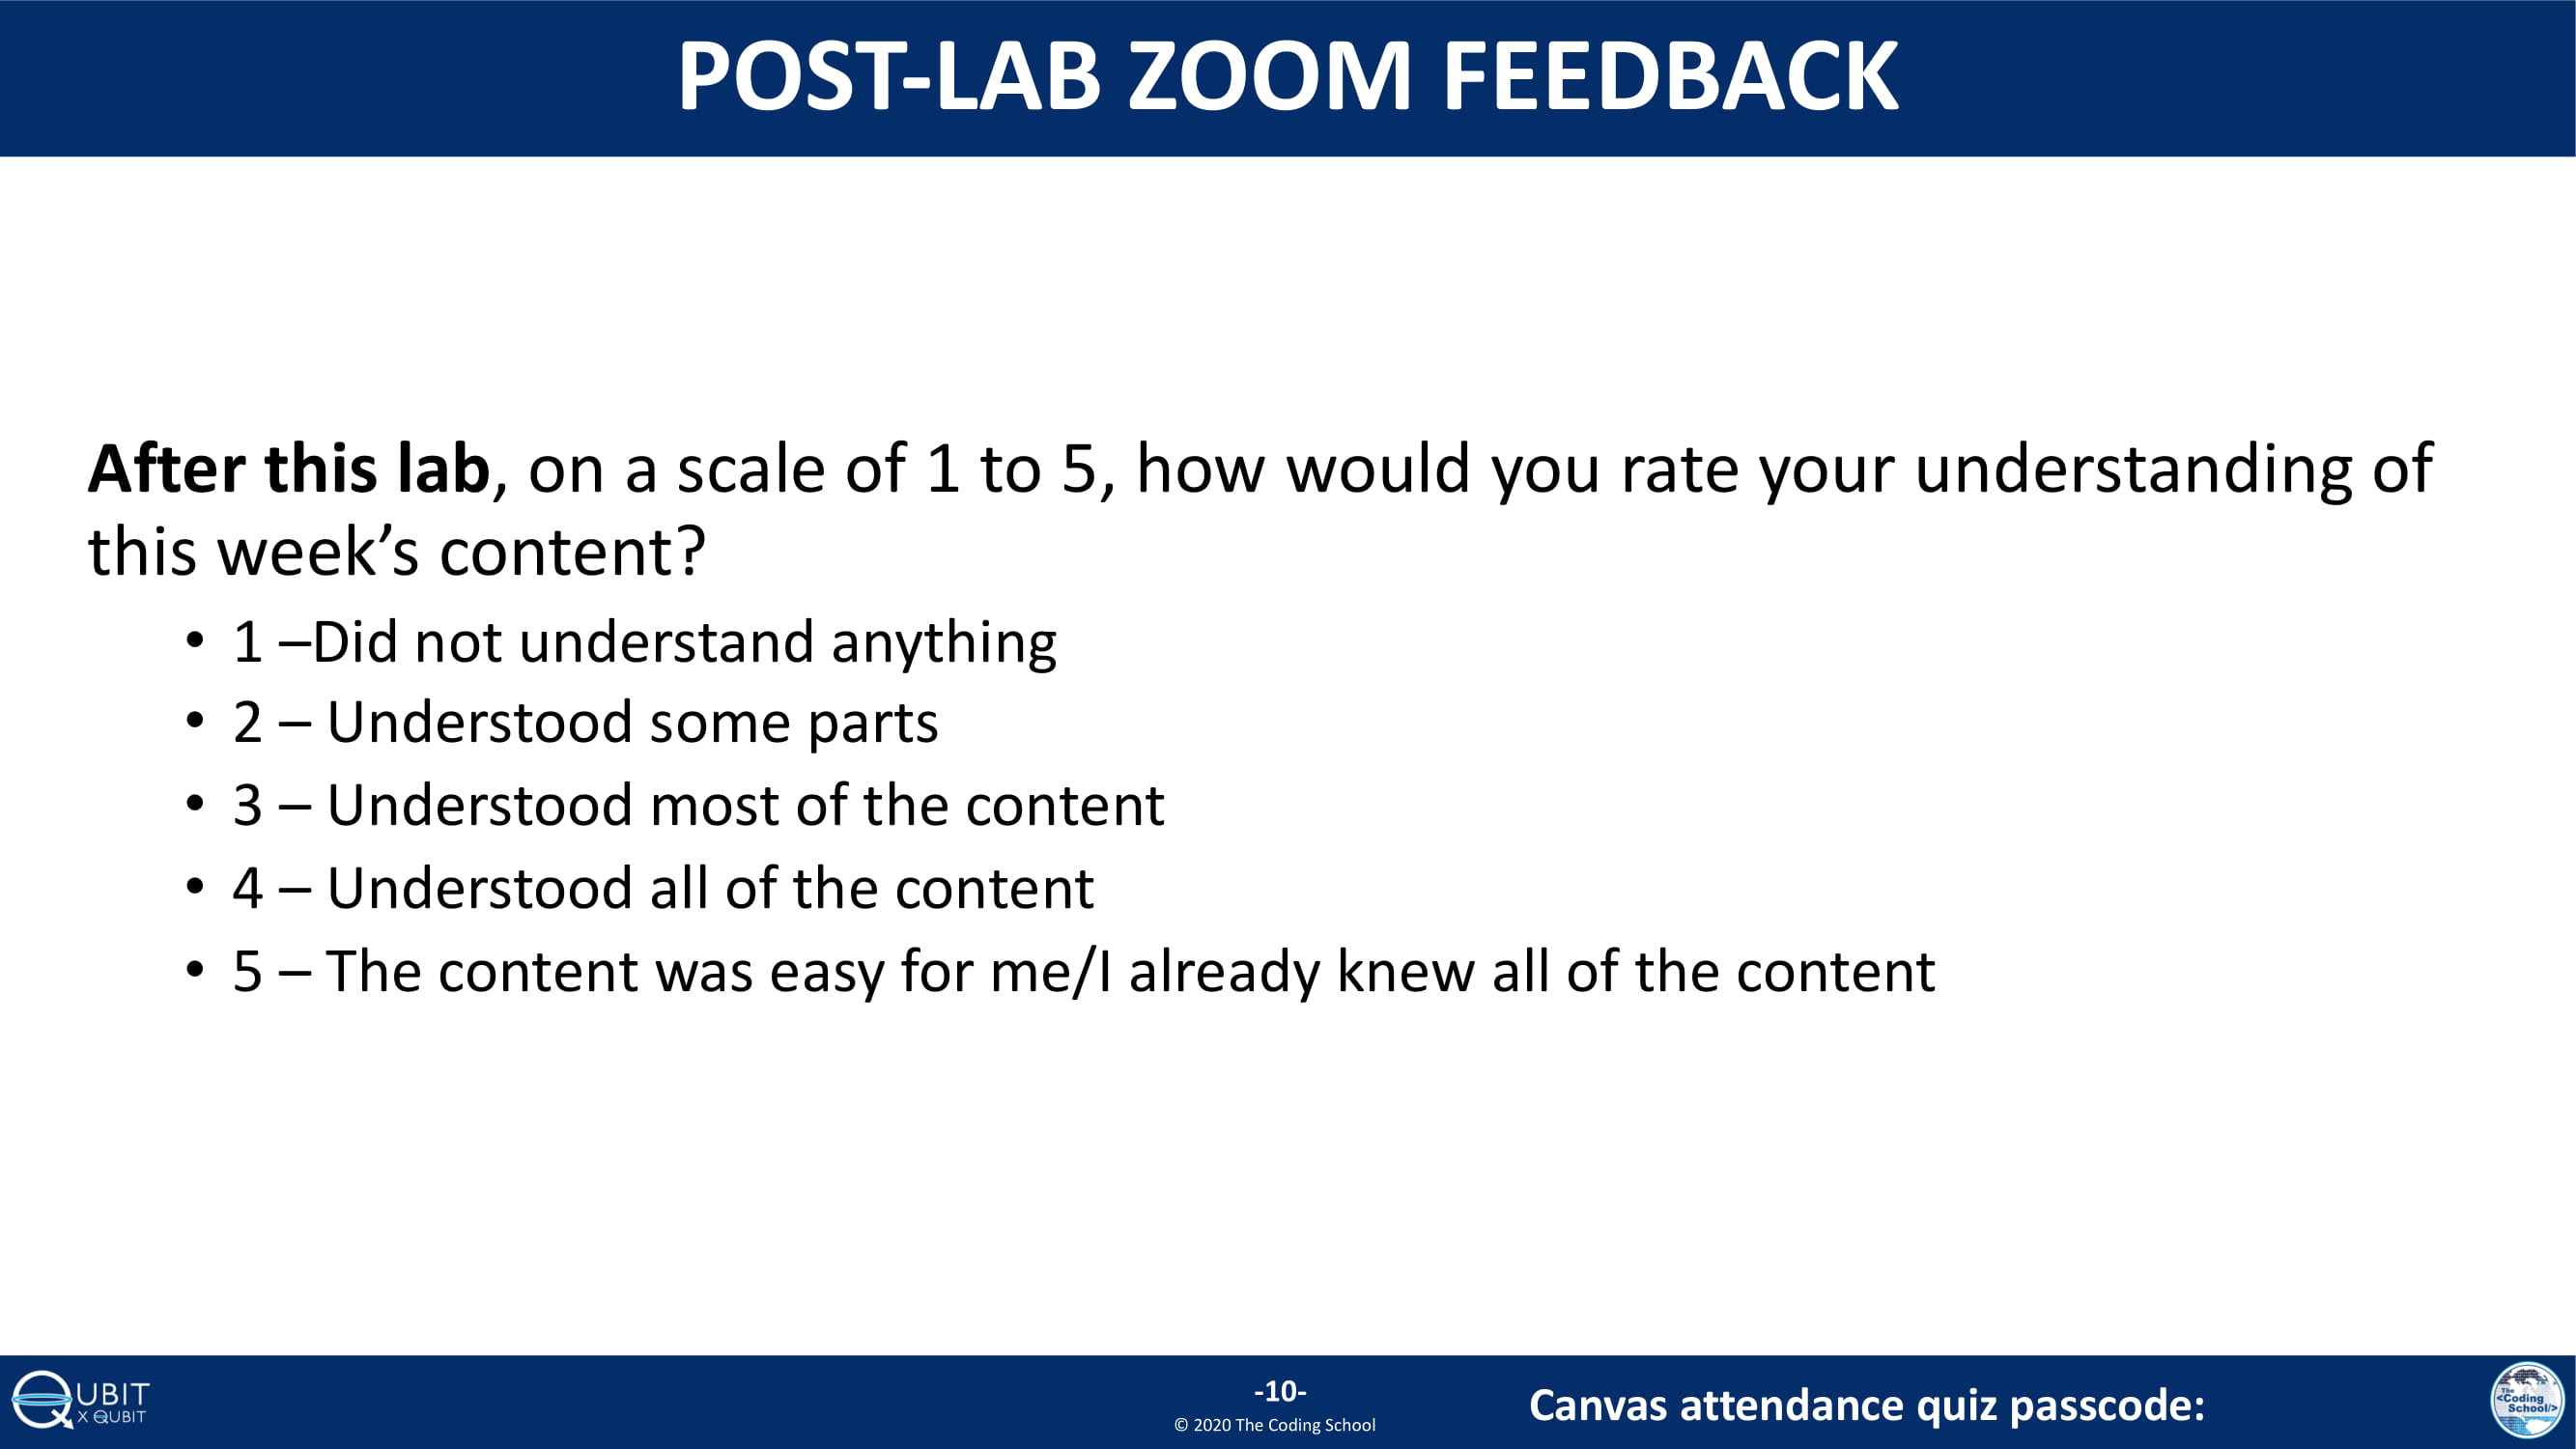 POST-LAB ZOOM FEEDBACK
After this lab, on a scale of 1 to 5, how would you rate your understanding of
this week’s content?
• 1 –Did not understand anything
• 2 – Understood some parts
• 3 – Understood most of the content
• 4 – Understood all of the content
• 5 – The content was easy for me/I already knew all of the content
QUBIT
X QUBIT
-10-
© 2020 The Coding School
Canvas attendance quiz passcode:
The
<Coding
School/>